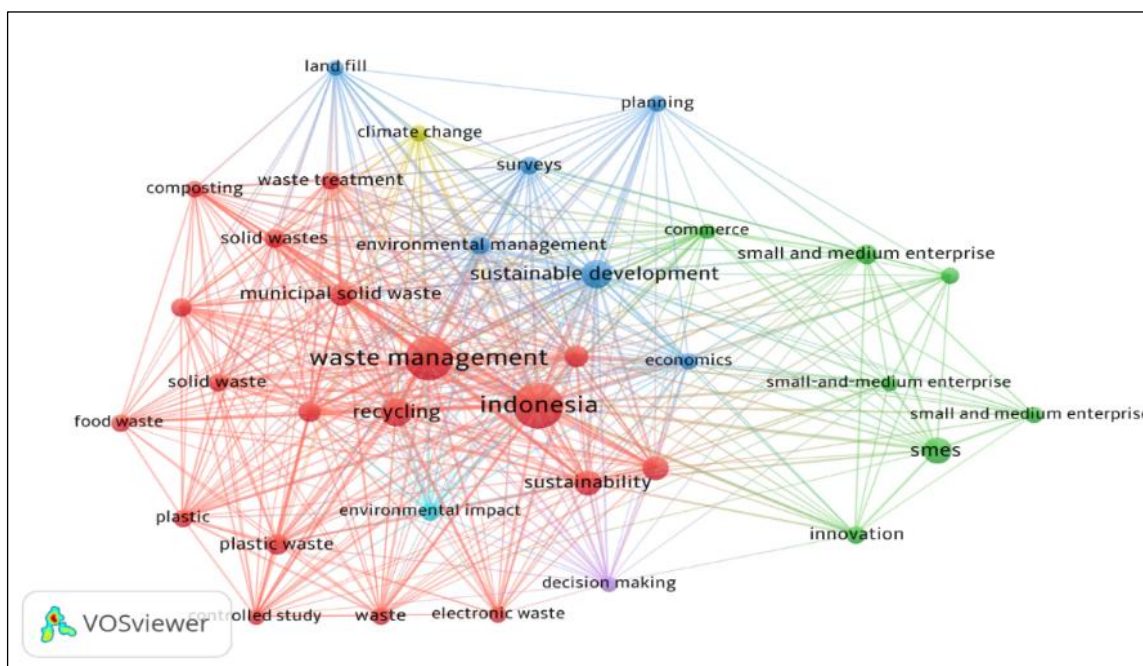 land fill
planning
climate change
surveys
waste treatment
composting
commerce
solid wastes
environmental management
small and medium enterprise
sustainable development
municipal solid waste
waste management
economics
small-and-medium enterprise
solid waste
indonesia
recycling
small and medium enterprise
food waste
smes
sustainability
environmental impact
plastic
innovation
plastic waste
decision making
controlled study
waste
electronic waste
VOSviewer